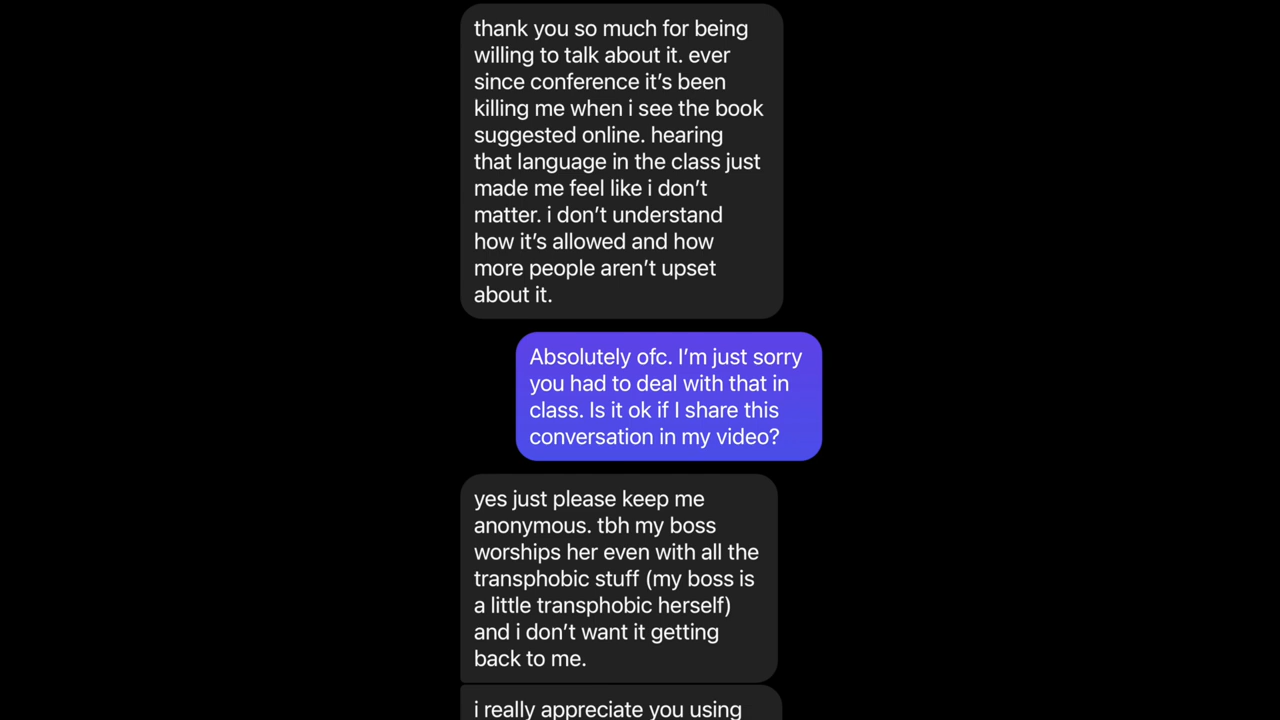 thank you so much for being
willing to talk about it. ever
since conference it’s been
killing me when i see the book
suggested online. hearing
that language in the class just
made me feel like i don’t
matter. i don’t understand
how it’s allowed and how
more people aren’t upset
about it.
Absolutely ofc. I’m just sorry
you had to deal with that in
class. Is it ok if I share this
conversation in my video?
yes just please keep me
anonymous. tbh my boss
worships her even with all the
transphobic stuff (my boss is
a little transphobic herself)
and i don’t want it getting
back to me.
i really appreciate you using